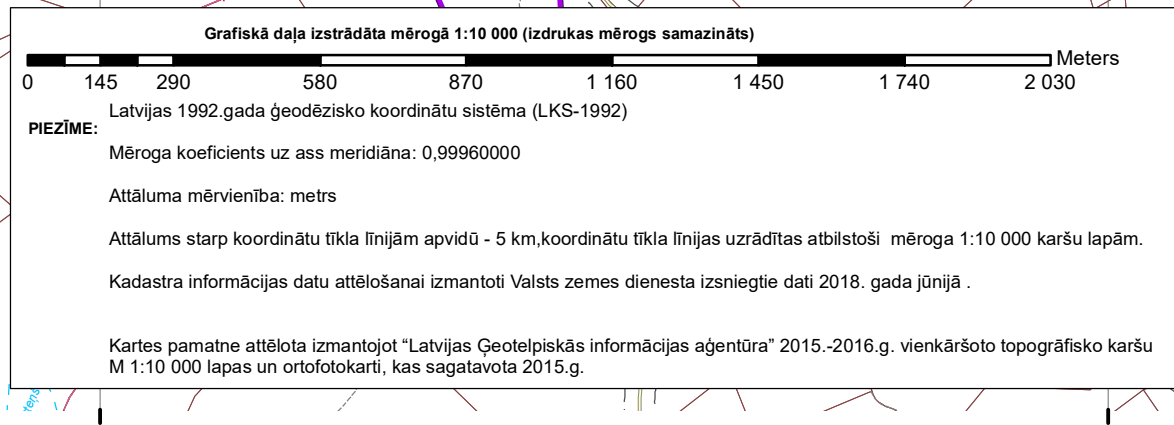 Grafiskā daļa izstrādāta mērogā 1:10 000 (izdrukas mērogs samazināts)
Meters
0 145 290 580 870 1 160 1 450 1 740 2 030
Latvijas 1992.gada ģeodēzisko koordinātu sistēma (LKS-1992)
PIEZĪME:
Mēroga koeficients uz ass meridiāna: 0,99960000
Attāluma mērvienība: metrs
Attālums starp koordinātu tīkla līnijām apvidū - 5 km,koordinātu tīkla līnijas uzrādītas atbilstoši mēroga 1:10 000 karšu lapām.
Kadastra informācijas datu attēlošanai izmantoti Valsts zemes dienesta izsniegtie dati 2018. gada jūnijā .
Kartes pamatne attēlota izmantojot “Latvijas Ģeotelpiskās informācijas aģentūra” 2015.-2016.g. vienkāršoto topogrāfisko karšu
M 1:10 000 lapas un ortofotokarti, kas sagatavota 2015.g.